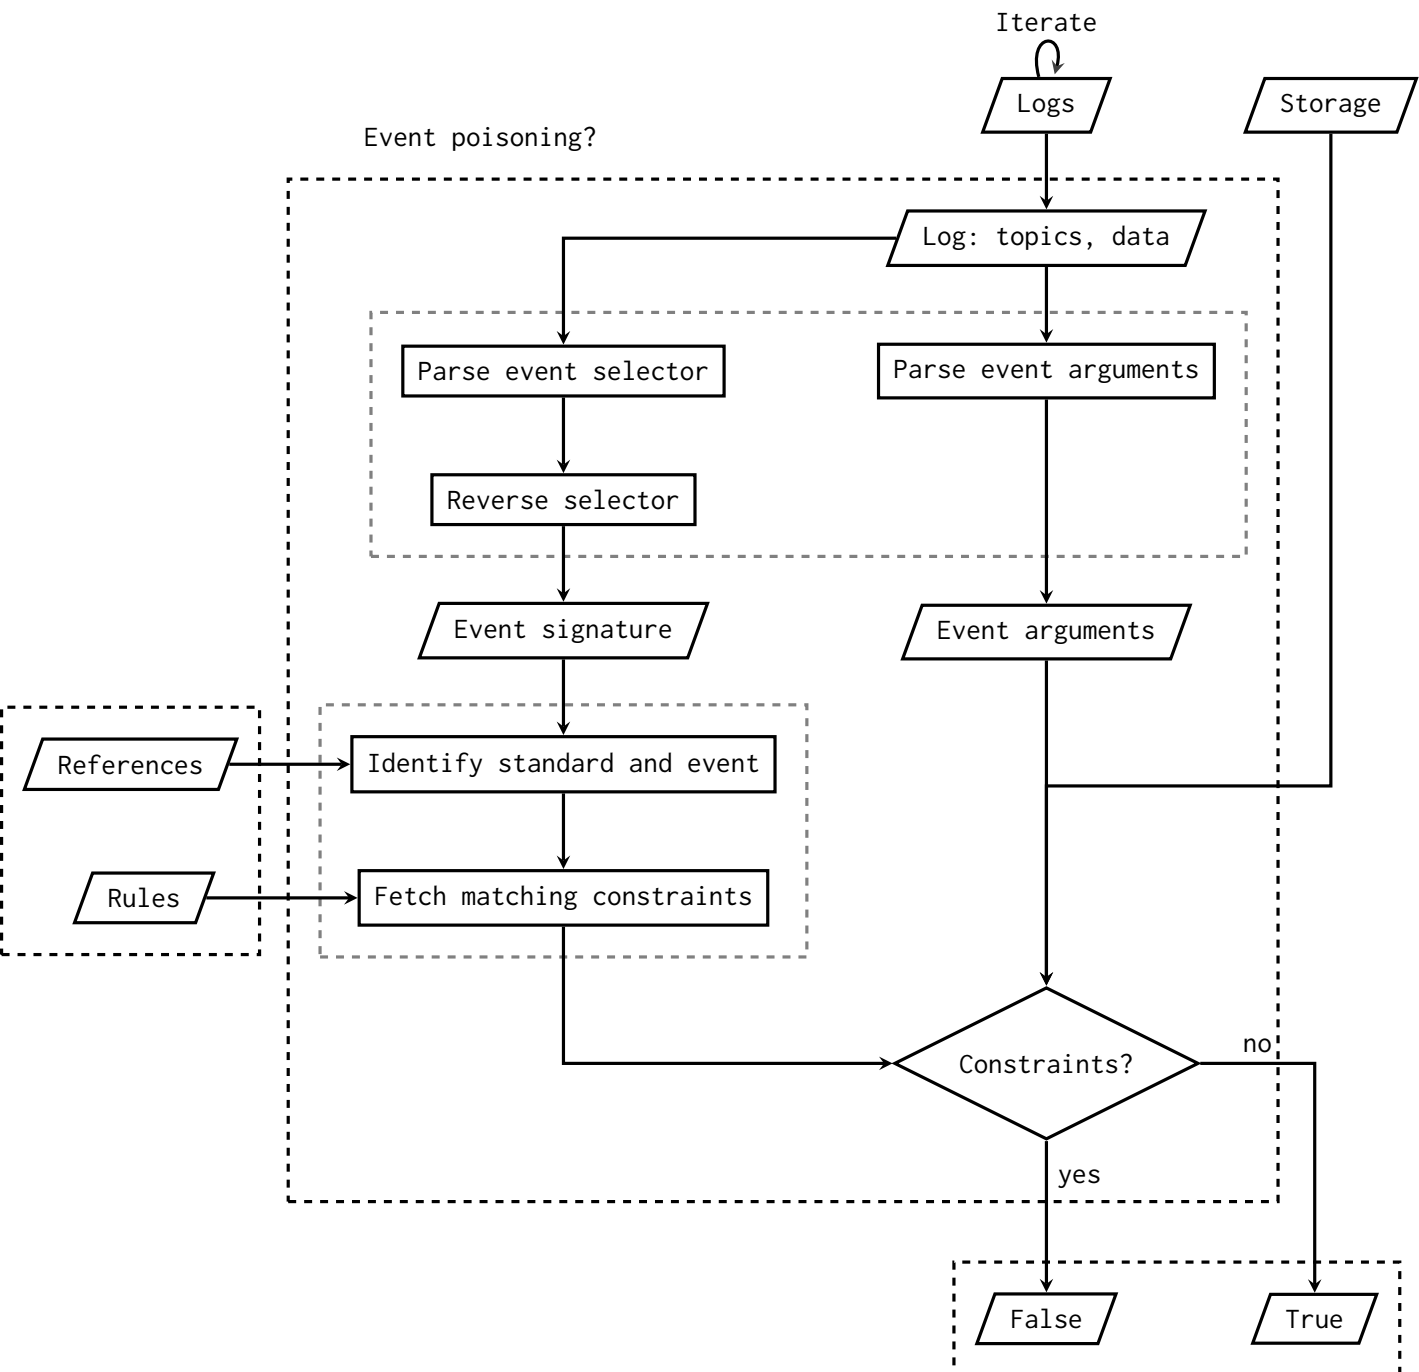 Iterate
Logs
Storage
Event poisoning?
Log: topics, data
Parse event selector
Parse event arguments
Reverse selector
Event signature
Event arguments
References
Identify standard and event
Rules
Fetch matching constraints
Constraints?
no
yes
False
True